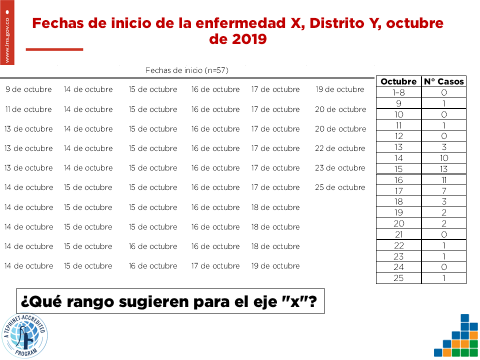 www.ins.gov.co
Fechas de inicio de la enfermedad X, Distrito Y, octubre
de 2019
Fechas de inicio (n=57)
9 de octubre 14 de octubre 15 de octubre 16 de octubre 17 de octubre 19 de octubre
11 de octubre 14 de octubre 15 de octubre 16 de octubre 17 de octubre 20 de octubre
13 de octubre 14 de octubre 15 de octubre 16 de octubre 17 de octubre 20 de octubre
13 de octubre 14 de octubre 15 de octubre 16 de octubre 17 de octubre 22 de octubre
13 de octubre 14 de octubre 15 de octubre 16 de octubre 17 de octubre 23 de octubre
14 de octubre 15 de octubre 15 de octubre 16 de octubre 17 de octubre 25 de octubre
14 de octubre 15 de octubre 15 de octubre 16 de octubre 18 de octubre
14 de octubre 15 de octubre 15 de octubre 16 de octubre 18 de octubre
14 de octubre 15 de octubre 16 de octubre 16 de octubre 18 de octubre
14 de octubre 15 de octubre 16 de octubre 17 de octubre 19 de octubre
Octubre N° Casos
1-8 0
9 1
10 0
11 1
12 0
13 3
14 10
15 13
16 11
17 7
18 3
19 2
20 2
21 0
22 1
23 1
24 0
25 1
¿Qué rango sugieren para el eje "x"?
A TEPHINET ACCREDITED
PROGRAM